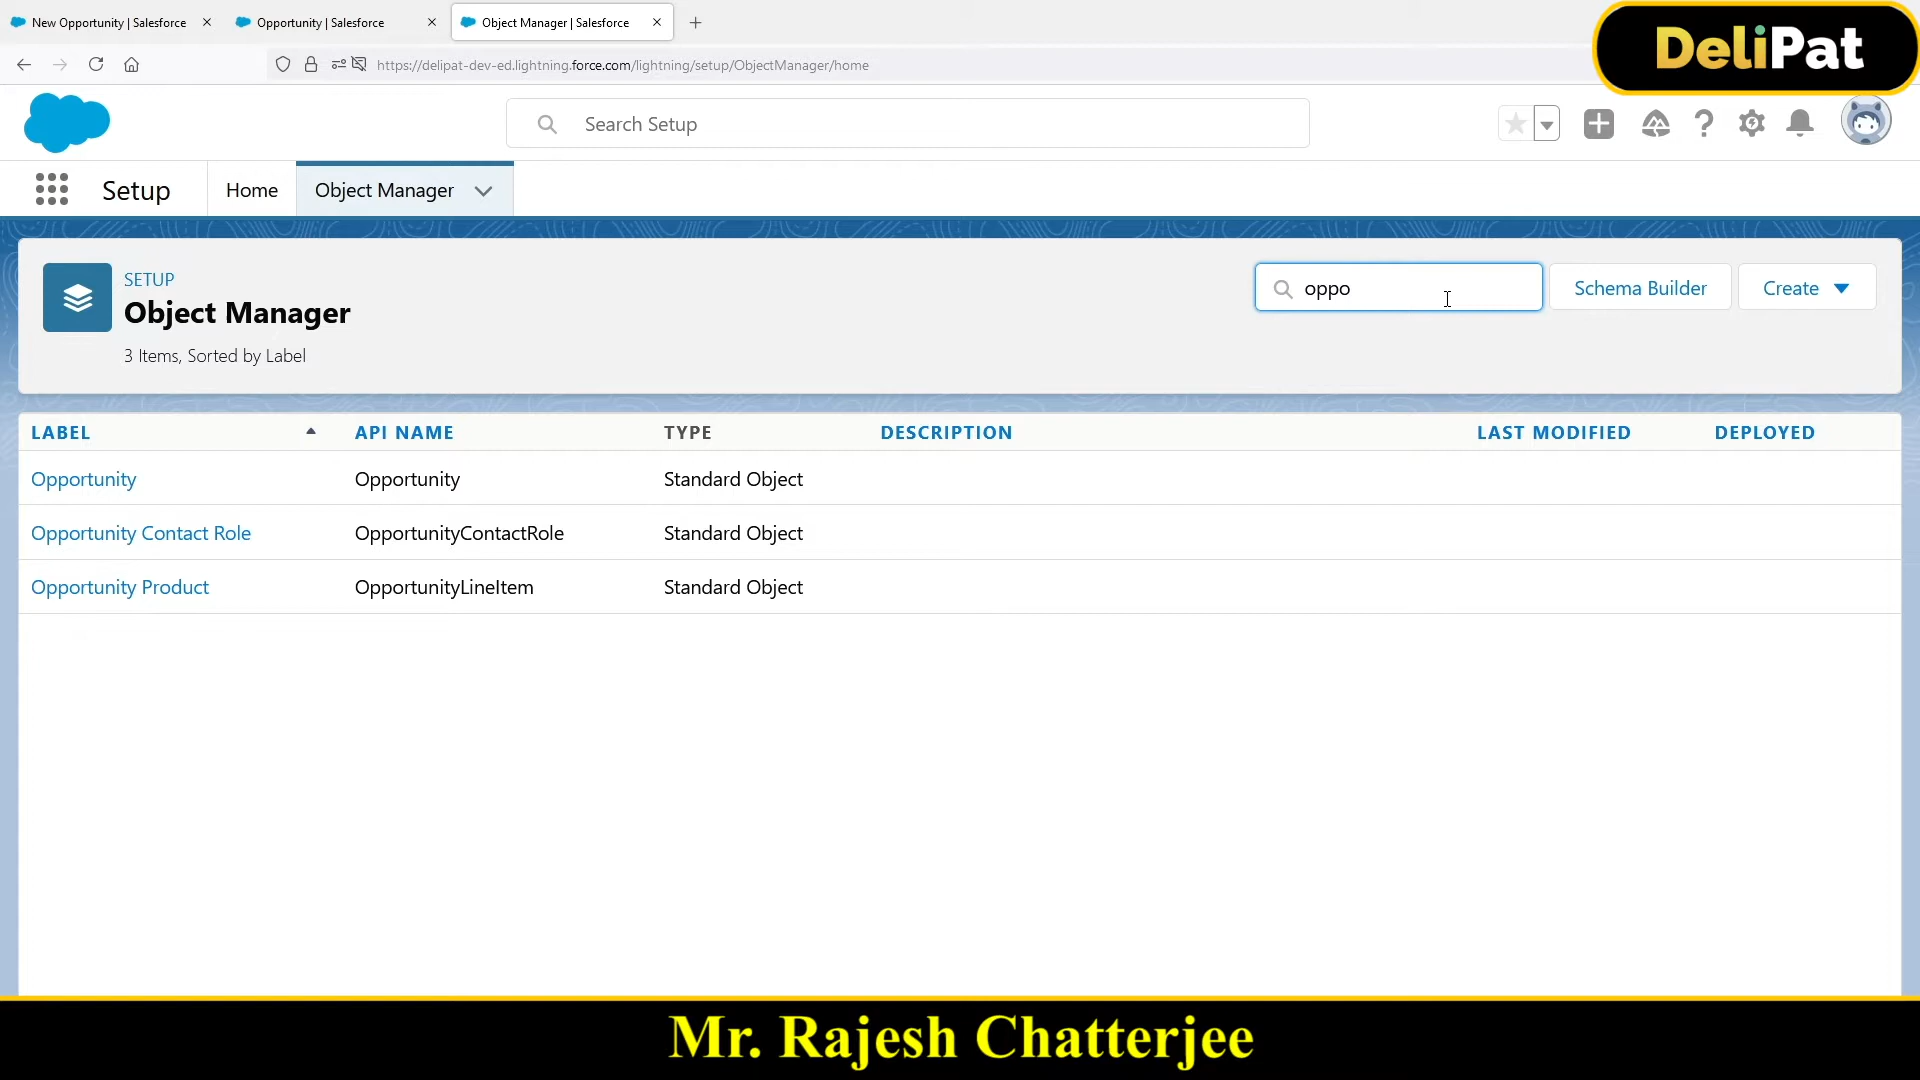 New Opportunity | Salesforce
Opportunity | Salesforce
Object Manager | Salesforce
https://delipat-dev-ed.lightning.force.com/lightning/setup/ObjectManager/home
DeliPat
Search Setup
Setup
Home
Object Manager
SETUP
Object Manager
3 Items, Sorted by Label
oppo
Schema Builder
Create
LABEL API NAME TYPE DESCRIPTION LAST MODIFIED DEPLOYED
Opportunity Opportunity Standard Object
Opportunity Contact Role OpportunityContactRole Standard Object
Opportunity Product OpportunityLineItem Standard Object
Mr. Rajesh Chatterjee